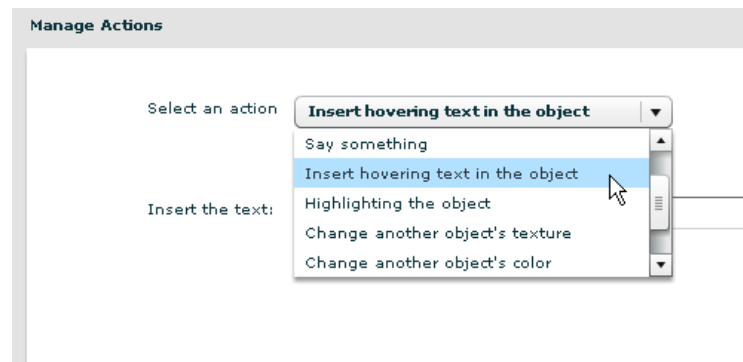 Manage Actions
Select an action
Insert hovering text in the object
Say something
Insert hovering text in the object
Insert the text:
Highlighting the object
Change another object's texture
Change another object's color